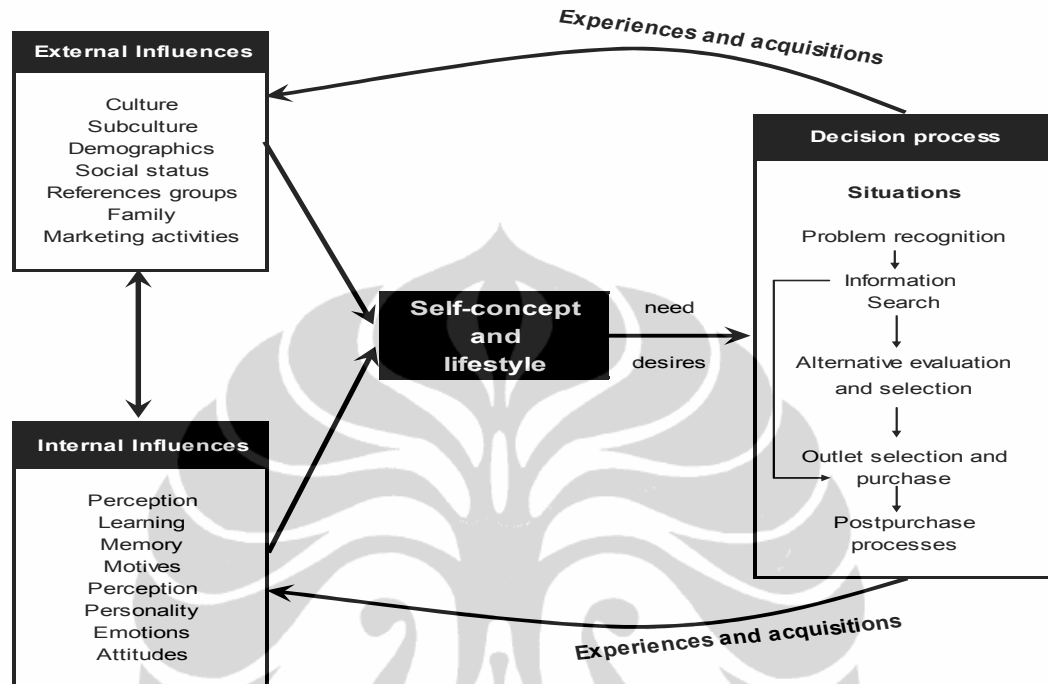 Experiences and acquisitions
External Influences
Culture
Subculture
Demographics
Social status
References groups
Family
Marketing activities
Decision process
Situations
Problem recognition
Information
Search
Alternative evaluation
and selection
Outlet selection and
purchase
Postpurchase
processes
Self-concept
and
lifestyle
need
desires
Internal Influences
Perception
Learning
Memory
Motives
Perception
Personality
Emotions
Attitudes
Experiences and acquisitions